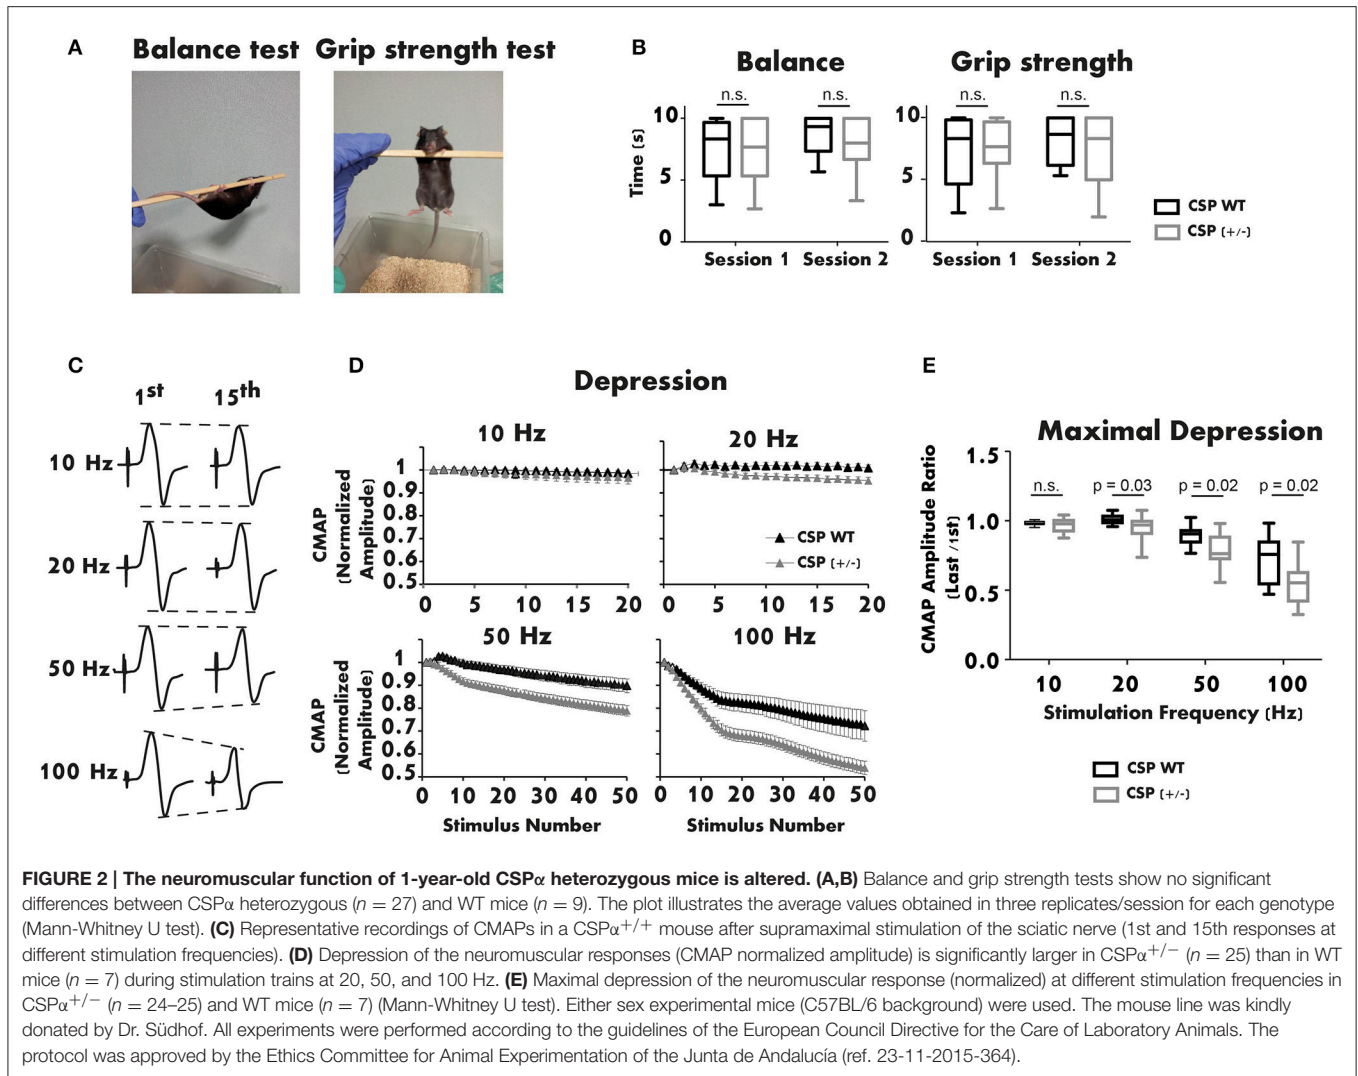 A
Balance test Grip strength test
B
Balance
Grip strength
n.s. n.s. n.s. n.s.
Time (s)
10
5
0
10
5
0
Session 1 Session 2
Session 1 Session 2
CSP WT
CSP (+/-)
C
1st 15th
10 Hz
20 Hz
50 Hz
100 Hz
D
Depression
10 Hz
CMAP
(Normalized
Amplitude)
1
0.9
0.8
0.7
0.6
0.5
0 5 10 15 20
20 Hz
CSP WT
CSP (+/-)
0 5 10 15 20
50 Hz
CMAP
(Normalized
Amplitude)
1
0.9
0.8
0.7
0.6
0.5
0 10 20 30 40 50
Stimulus Number
100 Hz
0 10 20 30 40 50
Stimulus Number
E
Maximal Depression
CMAP Amplitude Ratio
(Last /1st)
1.5
1.0
0.5
0.0
n.s. p = 0.03 p = 0.02 p = 0.02
10 20 50 100
Stimulation Frequency (Hz)
CSP WT
CSP (+/-)
FIGURE 2 | The neuromuscular function of 1-year-old CSPα heterozygous mice is altered. (A,B) Balance and grip strength tests show no significant
differences between CSPα heterozygous (n = 27) and WT mice (n = 9). The plot illustrates the average values obtained in three replicates/session for each genotype
(Mann-Whitney U test). (C) Representative recordings of CMAPs in a CSPα+/+ mouse after supramaximal stimulation of the sciatic nerve (1st and 15th responses at
different stimulation frequencies). (D) Depression of the neuromuscular responses (CMAP normalized amplitude) is significantly larger in CSPα+/− (n = 25) than in WT
mice (n = 7) during stimulation trains at 20, 50, and 100 Hz. (E) Maximal depression of the neuromuscular response (normalized) at different stimulation frequencies in
CSPα+/− (n = 24–25) and WT mice (n = 7) (Mann-Whitney U test). Either sex experimental mice (C57BL/6 background) were used. The mouse line was kindly
donated by Dr. Südhof. All experiments were performed according to the guidelines of the European Council Directive for the Care of Laboratory Animals. The
protocol was approved by the Ethics Committee for Animal Experimentation of the Junta de Andalucía (ref. 23-11-2015-364).